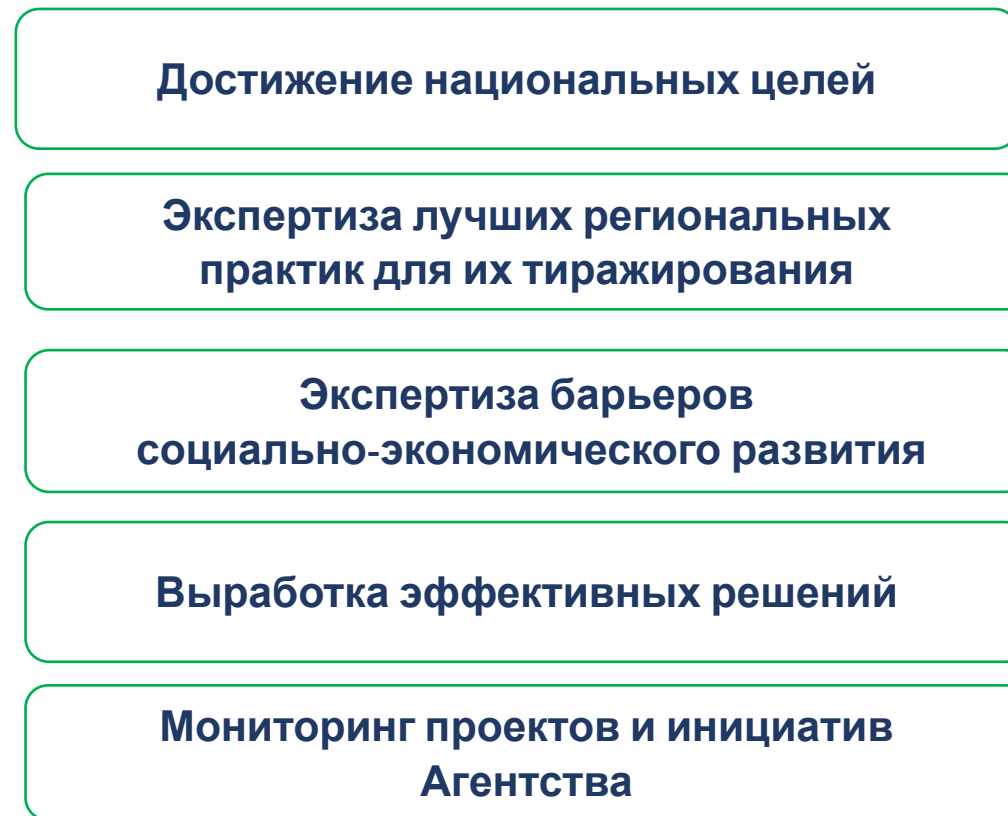 Достижение национальных целей
Экспертиза лучших региональных
практик для их тиражирования
Экспертиза барьеров
социально-экономического развития
Выработка эффективных решений
Мониторинг проектов и инициатив
Агентства